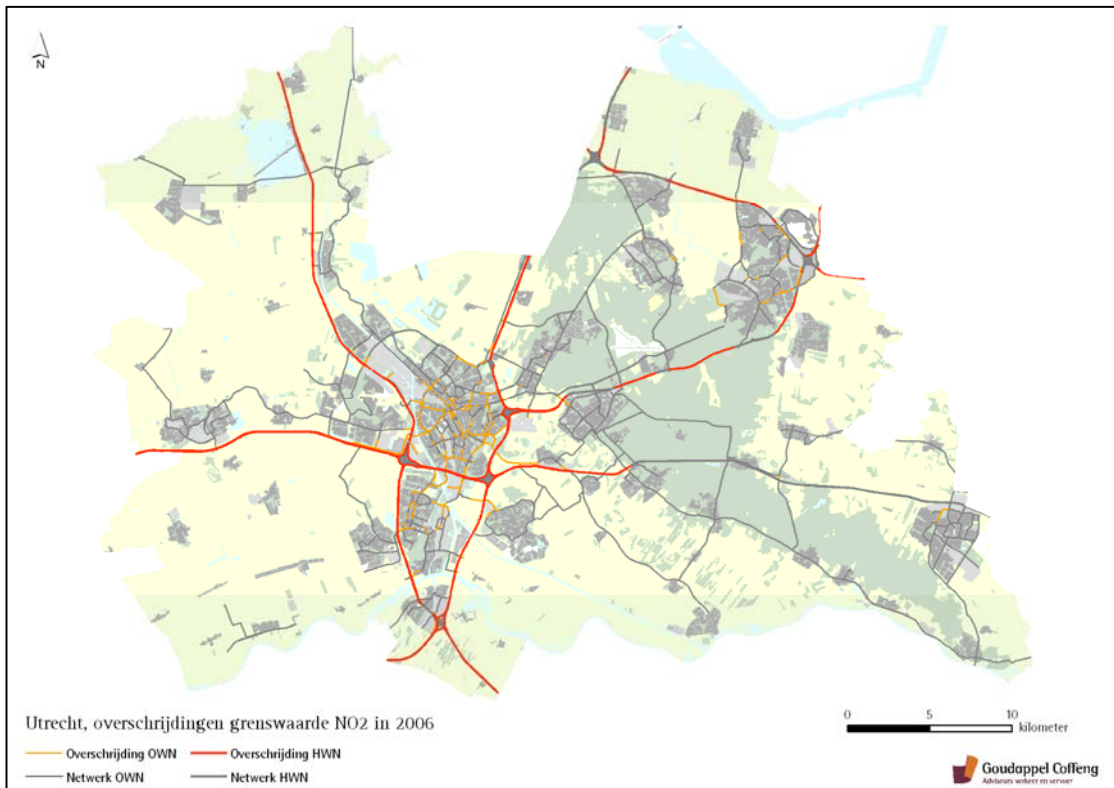 N
Utrecht, overschrijdingen grenswaarde NO2 in 2006
Overschrijding OWN
Overschrijding HWN
Netwerk OWN
Netwerk HWN
0 5 10
kilometer
Goudappel Coffeng
Adviseurs verkeer en vervoer